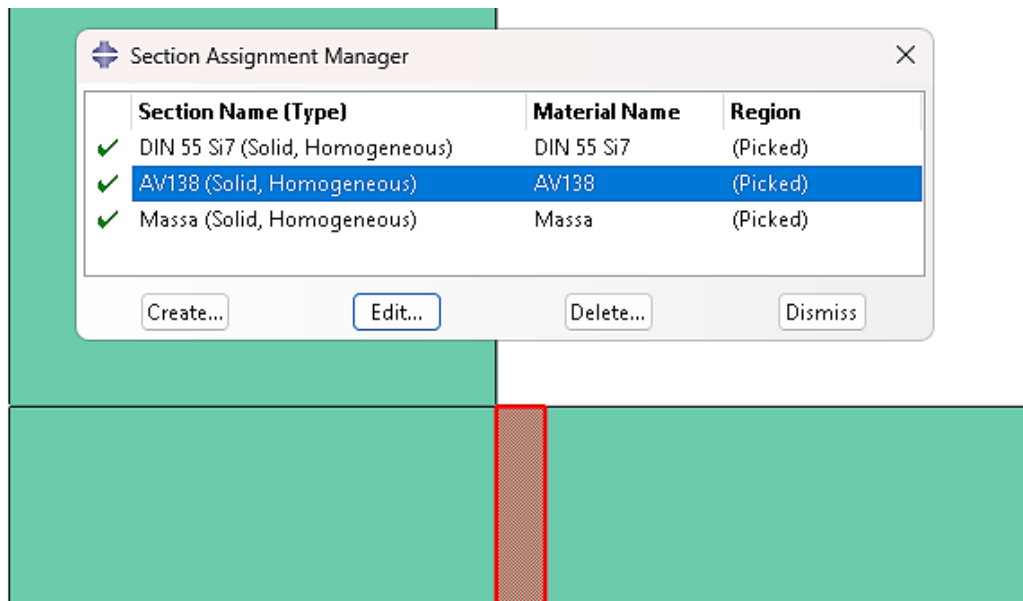 Section Assignment Manager
Section Name (Type) Material Name Region
DIN 55 Si7 (Solid, Homogeneous) DIN 55 Si7 (Picked)
AV138 (Solid, Homogeneous) AV138 (Picked)
Massa (Solid, Homogeneous) Massa (Picked)
Create... Edit... Delete... Dismiss